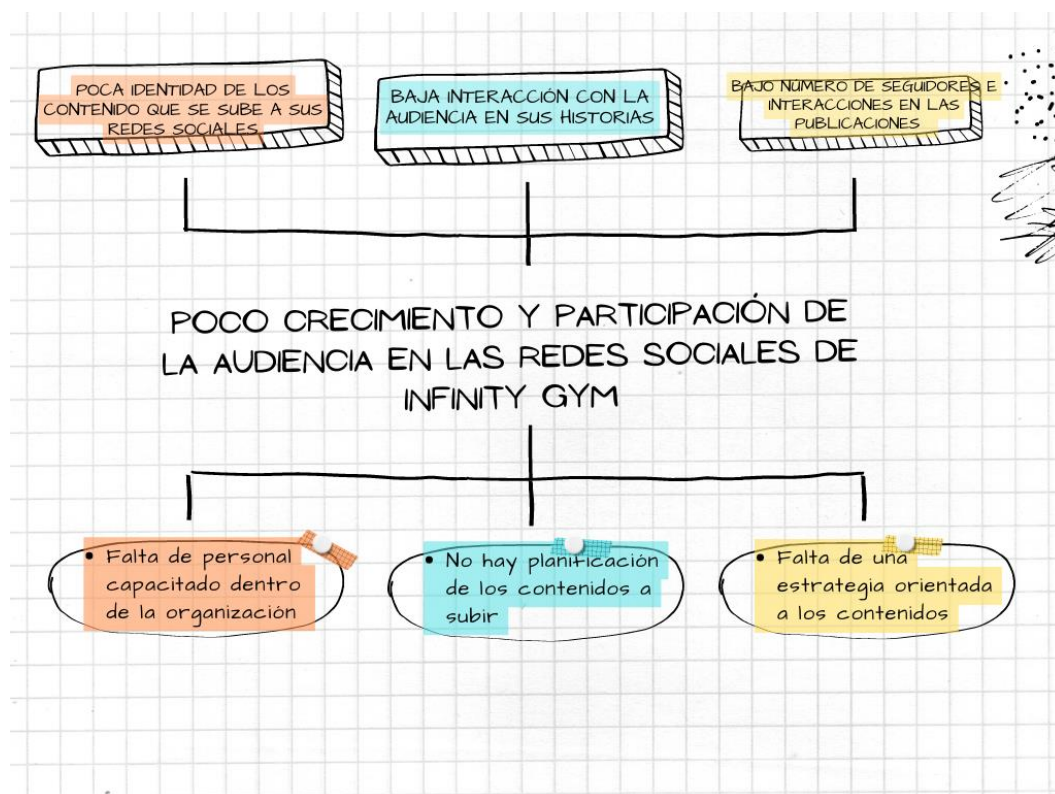 POCA IDENTIDAD DE LOS
CONTENIDO QUE SE SUBE A SUS
REDES SOCIALES
BAJA INTERACCIÓN CON LA
AUDIENCIA EN SUS HISTORIAS
BAJO NÚMERO DE SEGUIDORES E
INTERACCIONES EN LAS
PUBLICACIONES
POCO CRECIMIENTO Y PARTICIPACIÓN DE
LA AUDIENCIA EN LAS REDES SOCIALES DE
INFINITY GYM
• Falta de personal
capacitado dentro
de la organización
• No hay planificación
de los contenidos a
subir
• Falta de una
estrategia orientada
a los contenidos